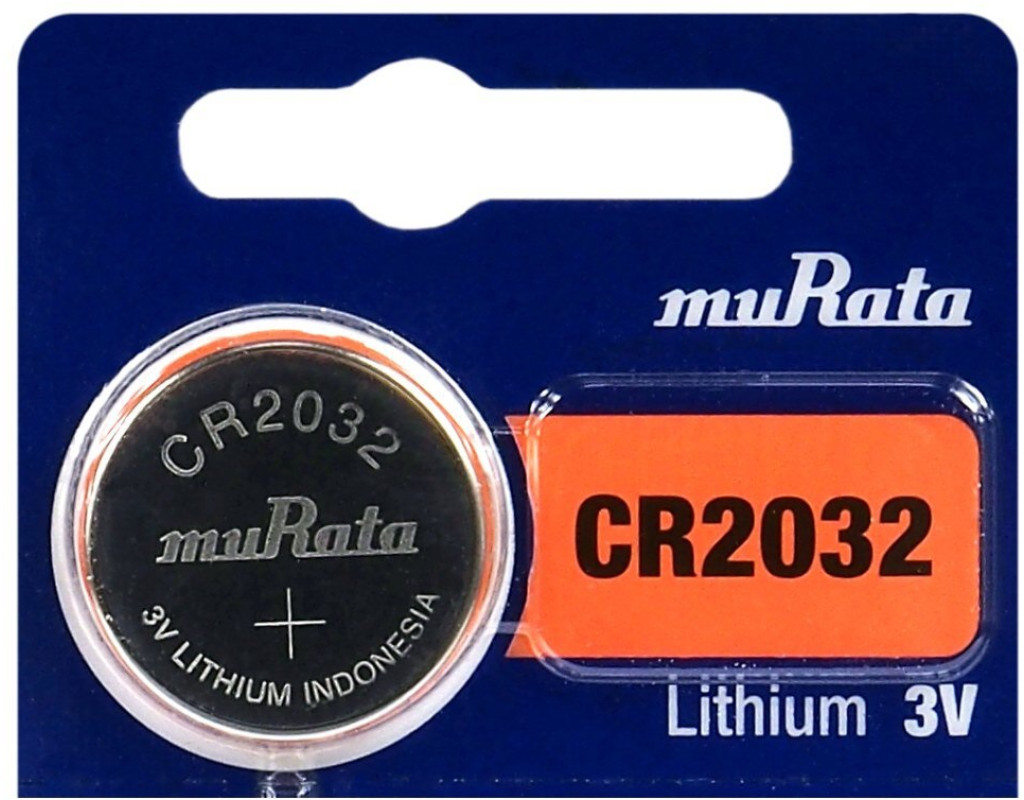 muRata
CR2032
muRata
+
3V LITHIUM INDONESIA
CR2032
Lithium 3V